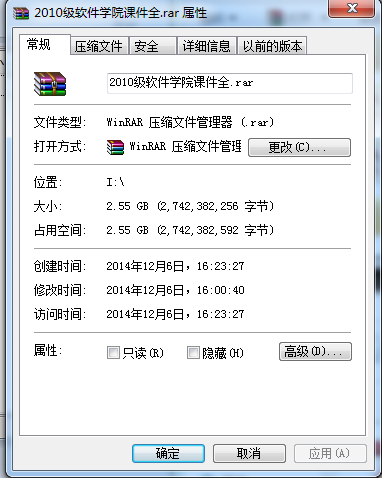 2010级软件学院课件全.rar 属性
常规 压缩文件 安全 详细信息 以前的版本
2010级软件学院课件全.rar
文件类型: WinRAR 压缩文件管理器 (.rar)
打开方式: WinRAR 压缩文件管理 更改(C)...
位置: I:\
大小: 2.55 GB (2,742,382,256 字节)
占用空间: 2.55 GB (2,742,382,592 字节)
创建时间: 2014年12月6日，16:23:27
修改时间: 2014年12月6日，16:00:40
访问时间: 2014年12月6日，16:23:27
属性: 只读(R) 隐藏(H) 高级(D)...
确定 取消 应用(A)